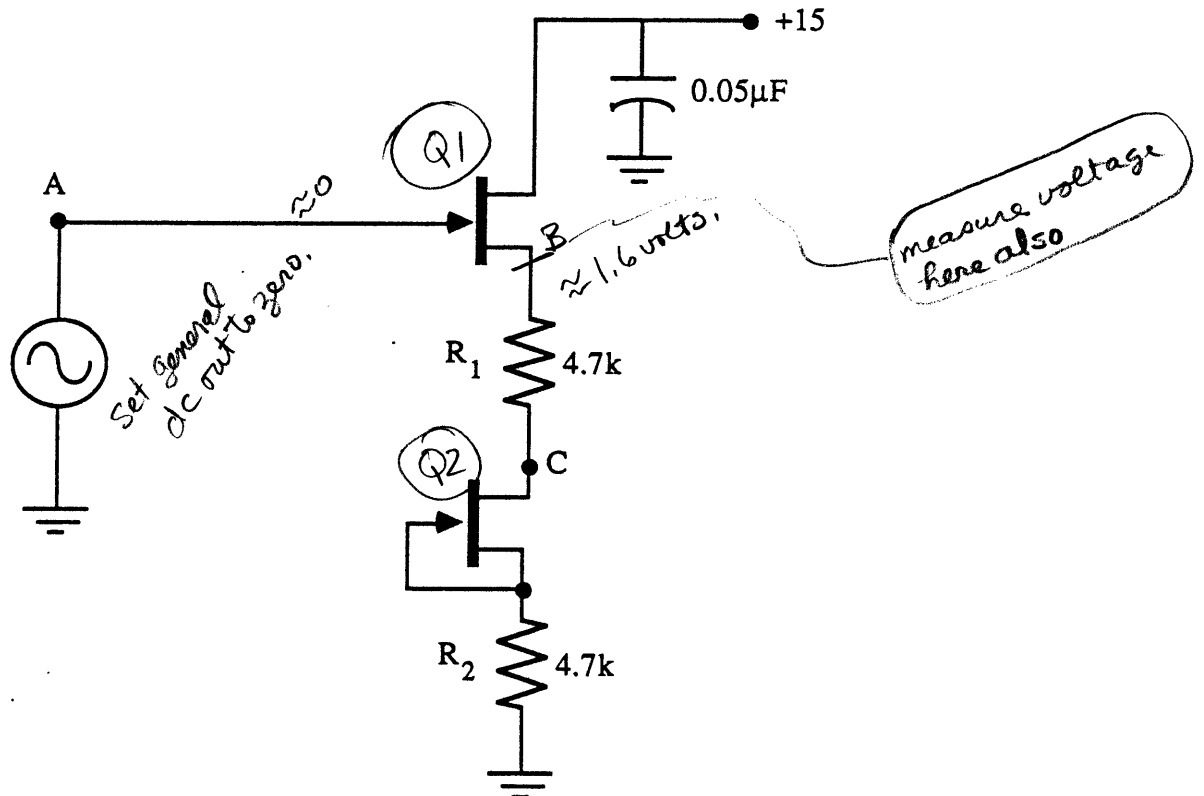 +15
0.05µF
Q1
A
≈0
B
≈1,6 volts.
measure voltage
here also
set general
dc out to zero.
R1
4.7k
Q2
C
R2
4.7k